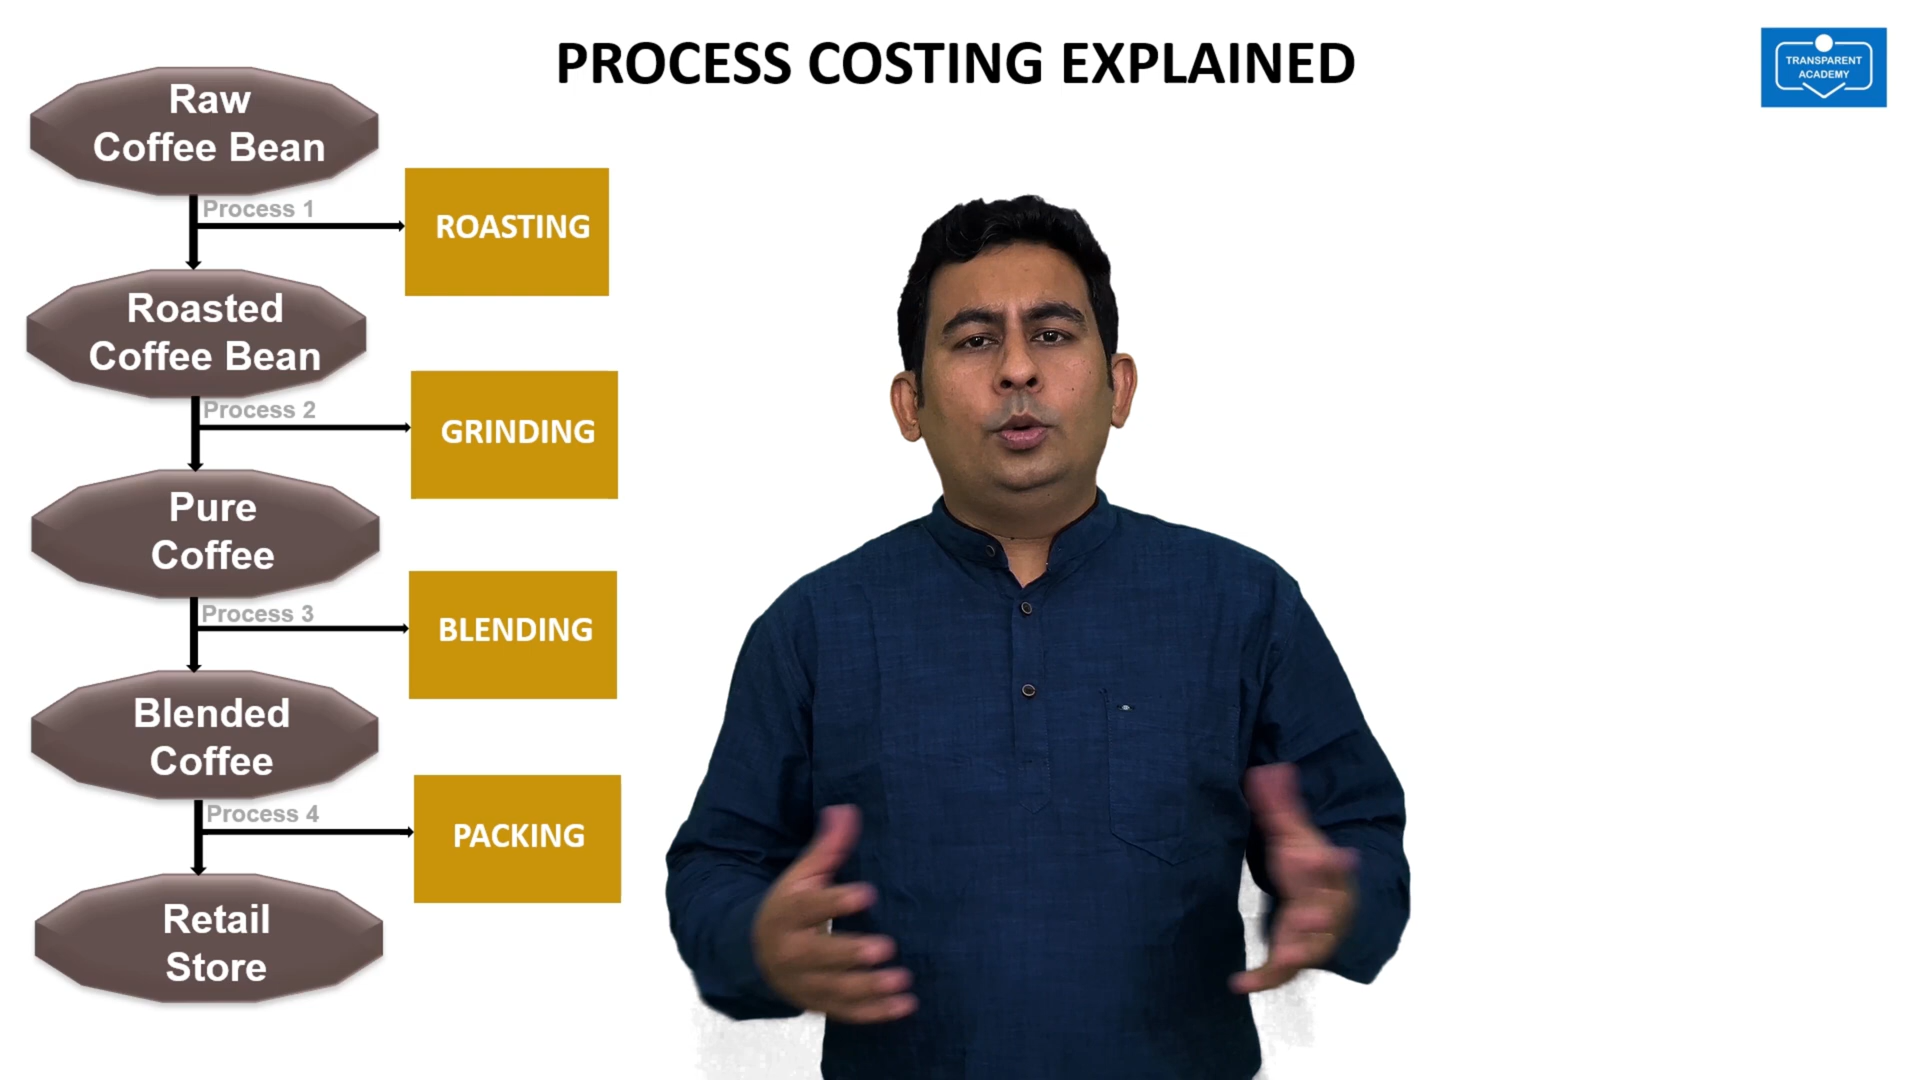 PROCESS COSTING EXPLAINED
TRANSPARENT
ACADEMY
Raw
Coffee Bean
Process 1
ROASTING
Roasted
Coffee Bean
Process 2
GRINDING
Pure
Coffee
Process 3
BLENDING
Blended
Coffee
Process 4
PACKING
Retail
Store